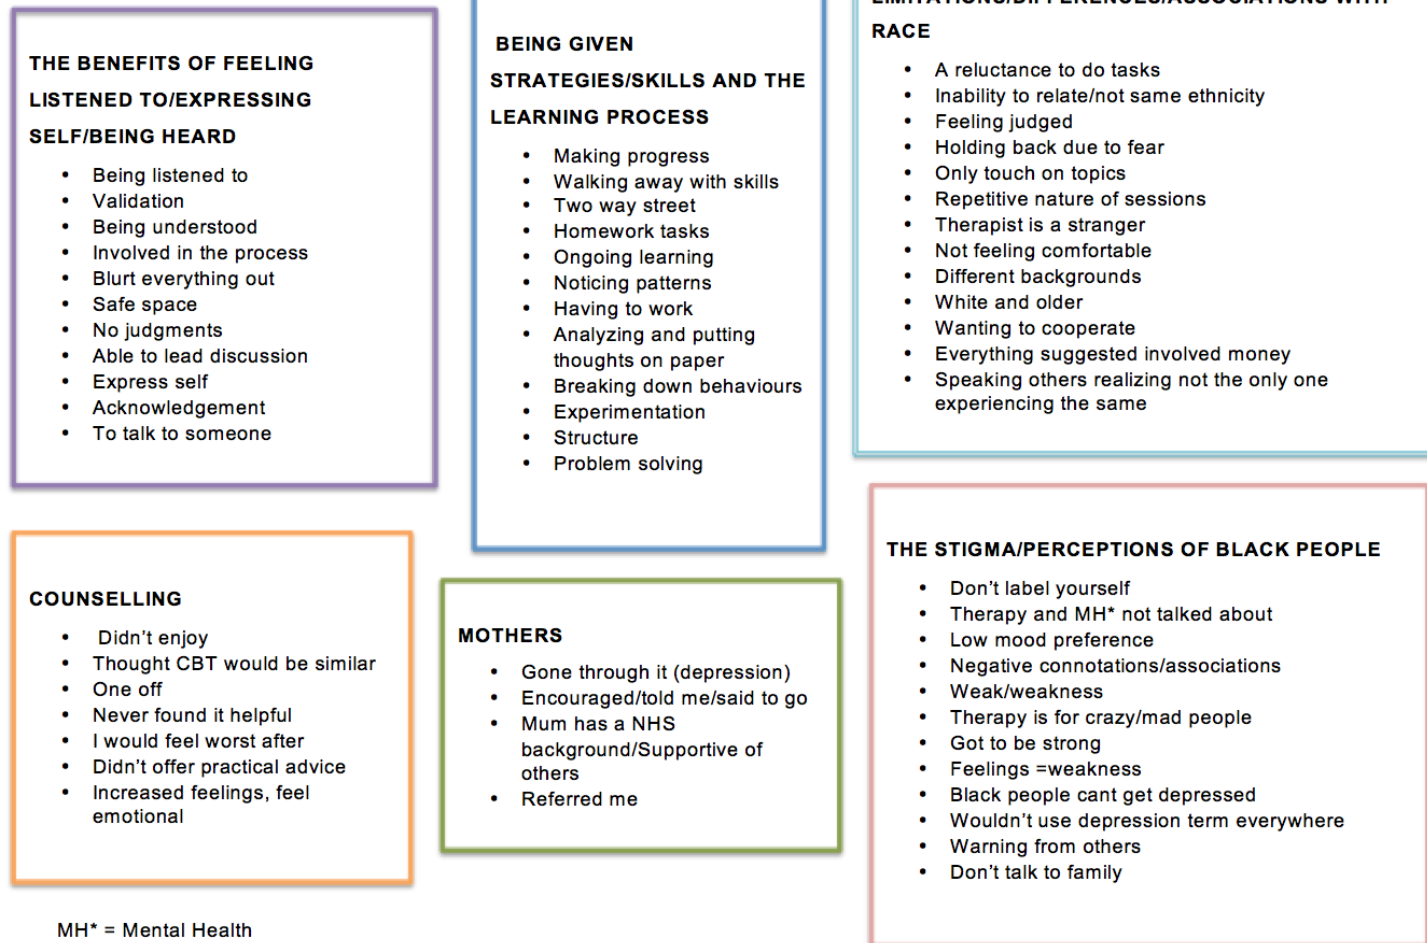 THE BENEFITS OF FEELING
LISTENED TO/EXPRESSING
SELF/BEING HEARD
• Being listened to
• Validation
• Being understood
• Involved in the process
• Blurt everything out
• Safe space
• No judgments
• Able to lead discussion
• Express self
• Acknowledgement
• To talk to someone
BEING GIVEN
STRATEGIES/SKILLS AND THE
LEARNING PROCESS
• Making progress
• Walking away with skills
• Two way street
• Homework tasks
• Ongoing learning
• Noticing patterns
• Having to work
• Analyzing and putting
thoughts on paper
• Breaking down behaviours
• Experimentation
• Structure
• Problem solving
LIMITATIONS/DIFFERENCES/ASSOCIATIONS WITH
RACE
• A reluctance to do tasks
• Inability to relate/not same ethnicity
• Feeling judged
• Holding back due to fear
• Only touch on topics
• Repetitive nature of sessions
• Therapist is a stranger
• Not feeling comfortable
• Different backgrounds
• White and older
• Wanting to cooperate
• Everything suggested involved money
• Speaking others realizing not the only one
experiencing the same
COUNSELLING
• Didn't enjoy
• Thought CBT would be similar
• One off
• Never found it helpful
• I would feel worst after
• Didn't offer practical advice
• Increased feelings, feel
emotional
MOTHERS
• Gone through it (depression)
• Encouraged/told me/said to go
• Mum has a NHS
background/Supportive of
others
• Referred me
THE STIGMA/PERCEPTIONS OF BLACK PEOPLE
• Don't label yourself
• Therapy and MH* not talked about
• Low mood preference
• Negative connotations/associations
• Weak/weakness
• Therapy is for crazy/mad people
• Got to be strong
• Feelings =weakness
• Black people cant get depressed
• Wouldn't use depression term everywhere
• Warning from others
• Don't talk to family
MH* = Mental Health